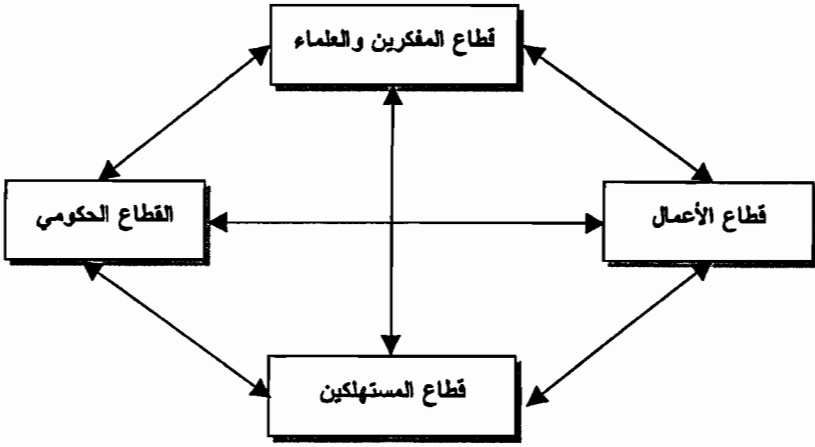 قطاع المفكرين والعلماء
قطاع الأعمال
القطاع الحكومي
قطاع المستهلكين